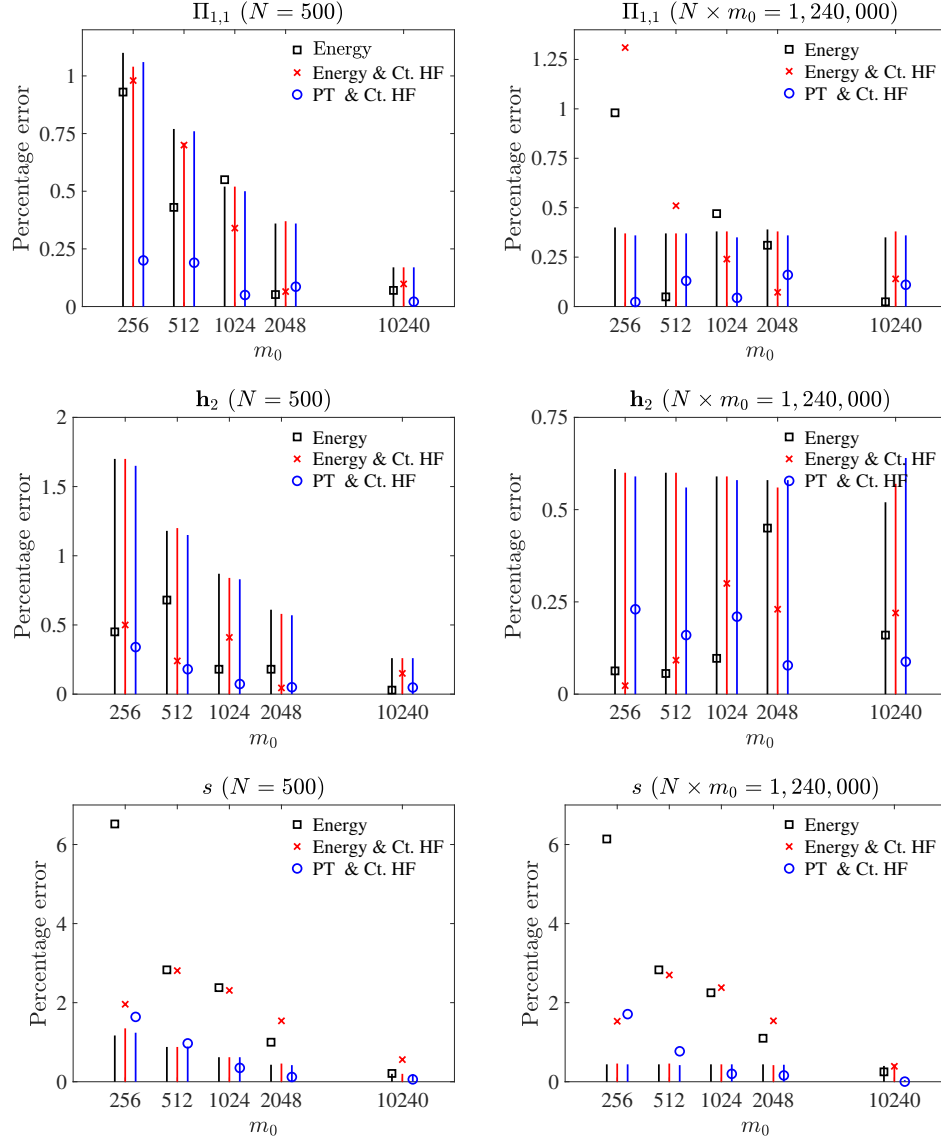 Π1,1 (N = 500)
Percentage error
1
0.75
0.5
0.25
0
Energy
Energy & Ct. HF
PT & Ct. HF
256 512 1024 2048 10240
m0
Π1,1 (N × m0 = 1, 240, 000)
Percentage error
1.25
1
0.75
0.5
0.25
0
Energy
Energy & Ct. HF
PT & Ct. HF
256 512 1024 2048 10240
m0
h2 (N = 500)
Percentage error
2
1.5
1
0.5
0
Energy
Energy & Ct. HF
PT & Ct. HF
256 512 1024 2048 10240
m0
h2 (N × m0 = 1, 240, 000)
Percentage error
0.75
0.5
0.25
0
Energy
Energy & Ct. HF
PT & Ct. HF
256 512 1024 2048 10240
m0
s (N = 500)
Percentage error
6
4
2
0
Energy
Energy & Ct. HF
PT & Ct. HF
256 512 1024 2048 10240
m0
s (N × m0 = 1, 240, 000)
Percentage error
6
4
2
0
Energy
Energy & Ct. HF
PT & Ct. HF
256 512 1024 2048 10240
m0